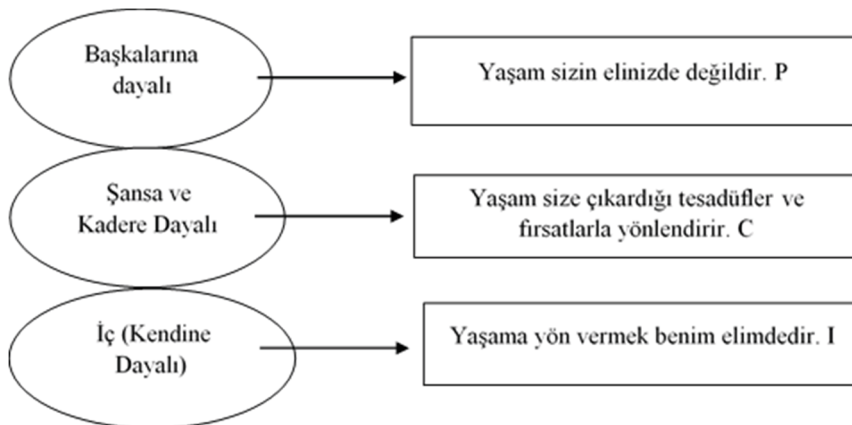 Başkalarına
dayalı
Yaşam sizin elinizde değildir. P
Şansa ve
Kadere Dayalı
Yaşam size çıkardığı tesadüfler ve
fırsatlarla yönlendirir. C
İç (Kendine
Dayalı)
Yaşama yön vermek benim elimdedir. I